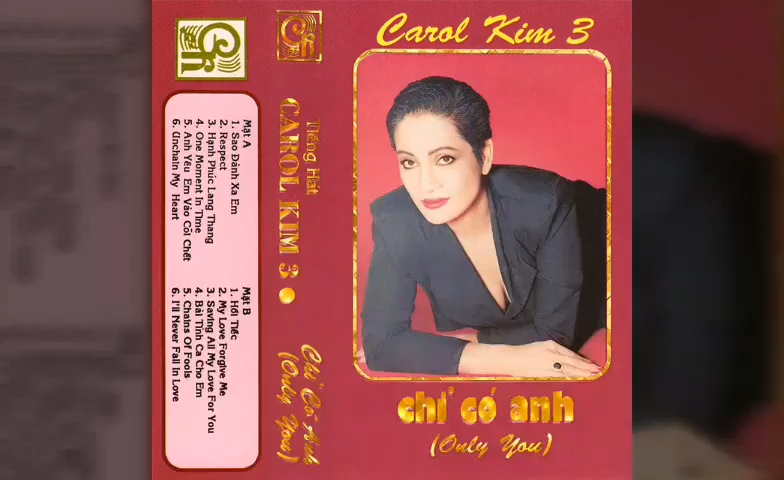 Carol Kim 3
Chỉ có anh
(Only You)
Tiếng Hát
CAROL KIM 3
Chỉ Có Anh
(Only You)
Mặt A
1. Sao Đành Xa Em
2. Respect
3. Hạnh Phúc Lang Thang
4. One Moment In Time
5. Anh Yêu Em Vào Cõi Chết
6. (Inchain My Heart
Mặt B
1. Hối Tiếc
2. My Love Forgive Me
3. Saving All My Love For You
4. Bài Tình Ca Cho Em
5. Chains Of Fools
6. I'll Never Fall In Love